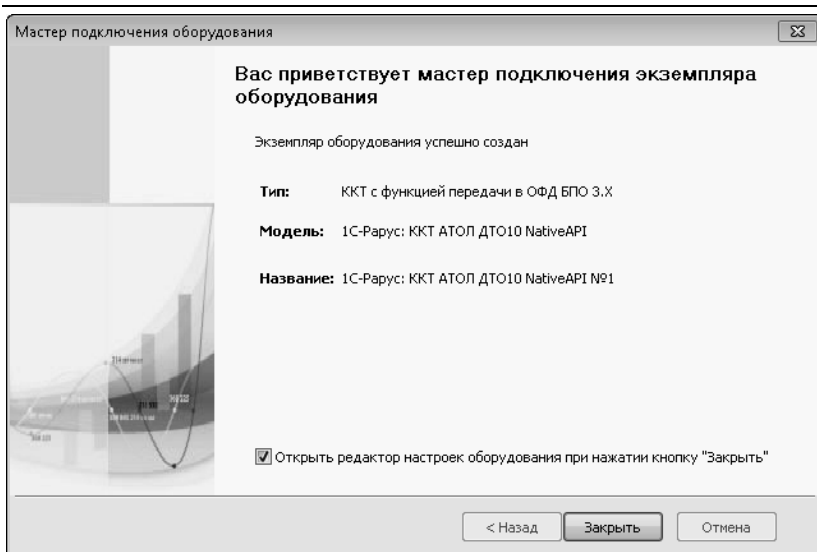 Мастер подключения оборудования
Вас приветствует мастер подключения экземпляра
оборудования
Экземпляр оборудования успешно создан
Тип: ККТ с функцией передачи в ОФД БПО 3.X
Модель: 1С-Рарус: ККТ АТОЛ ДТО10 NativeAPI
Название: 1С-Рарус: ККТ АТОЛ ДТО10 NativeAPI №1
Открыть редактор настроек оборудования при нажатии кнопку "Закрыть"
< Назад Закрыть Отмена